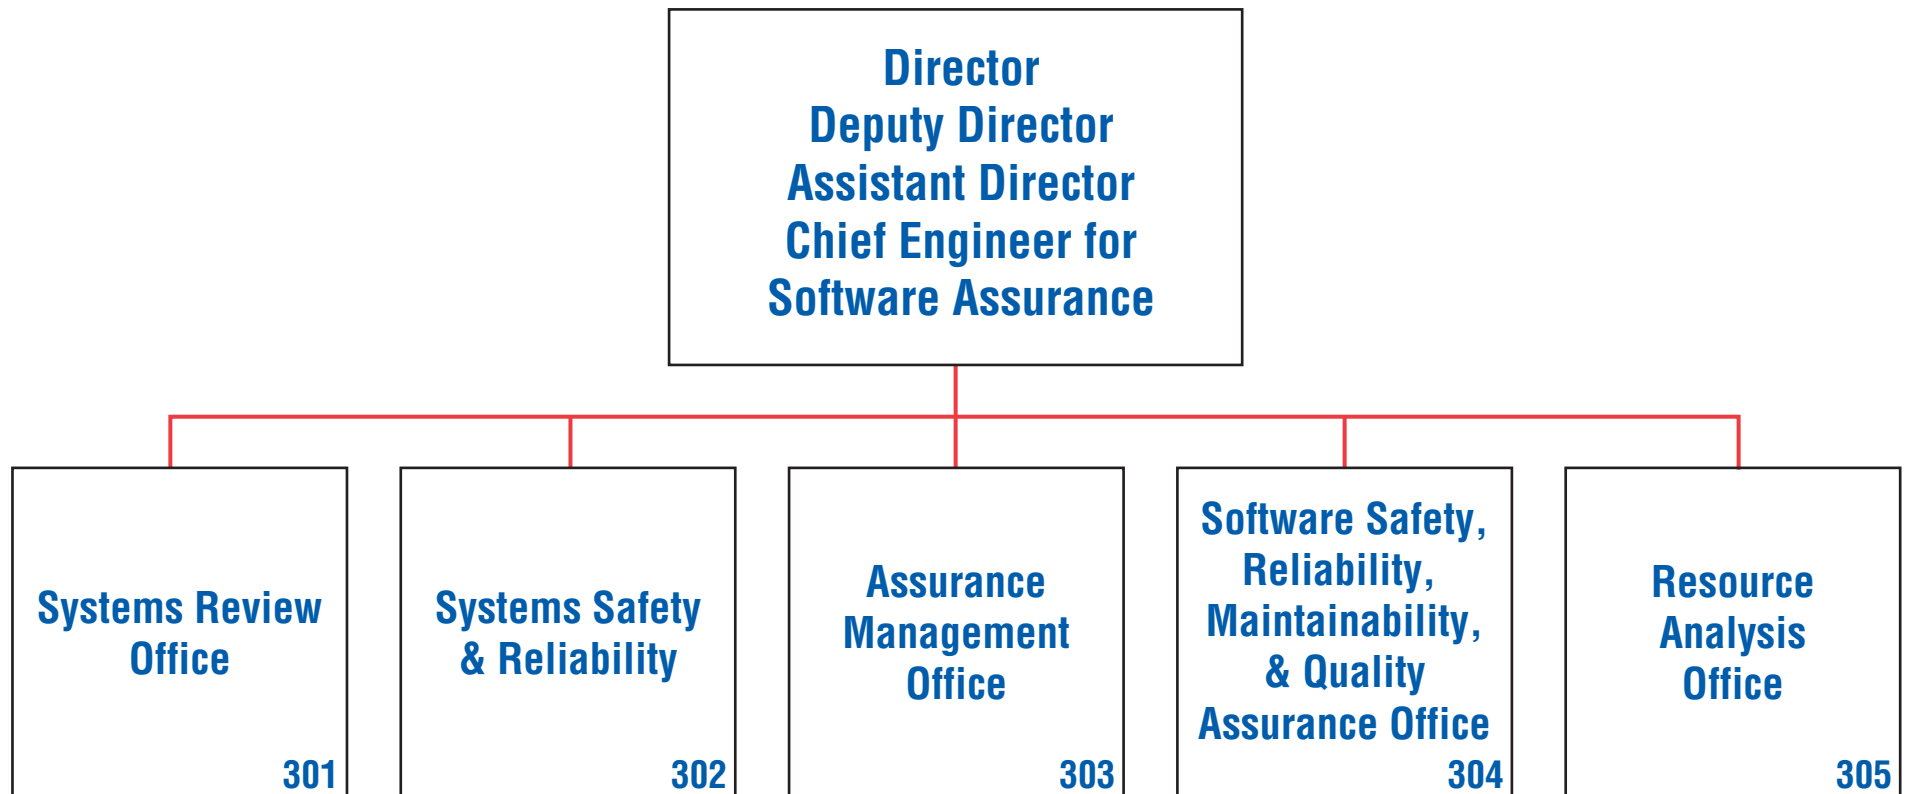 Director
Deputy Director
Assistant Director
Chief Engineer for
Software Assurance
Systems Review
Office
301
Systems Safety
& Reliability
302
Assurance
Management
Office
303
Software Safety,
Reliability,
Maintainability,
& Quality
Assurance Office
304
Resource
Analysis
Office
305